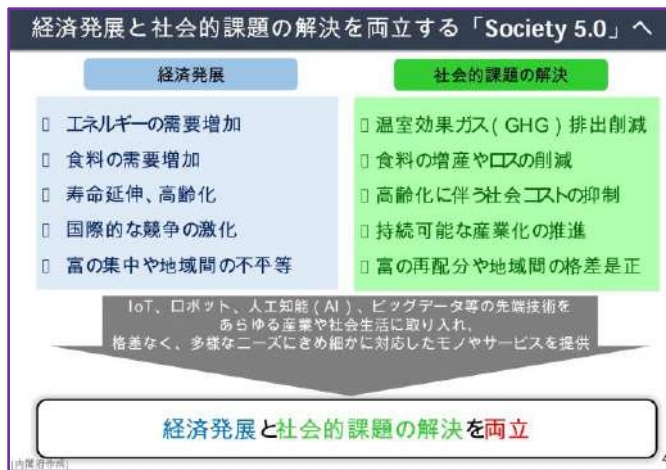 経済発展と社会的課題の解決を両立する「Society 5.0」へ
経済発展
エネルギーの需要増加
食料の需要増加
寿命延伸、高齢化
国際的な競争の激化
富の集中や地域間の不平等
社会的課題の解決
温室効果ガス(GHG)排出削減
食料の増産やロスの削減
高齢化に伴う社会コストの抑制
持続可能な産業化の推進
富の再配分や地域間の格差是正
IoT、ロボット、人工知能(AI)、ビッグデータ等の先端技術を
あらゆる産業や社会生活に取り入れ、
格差なく、多様なニーズにきめ細かに対応したモノやサービスを提供
経済発展と社会的課題の解決を両立
[内閣府作成]